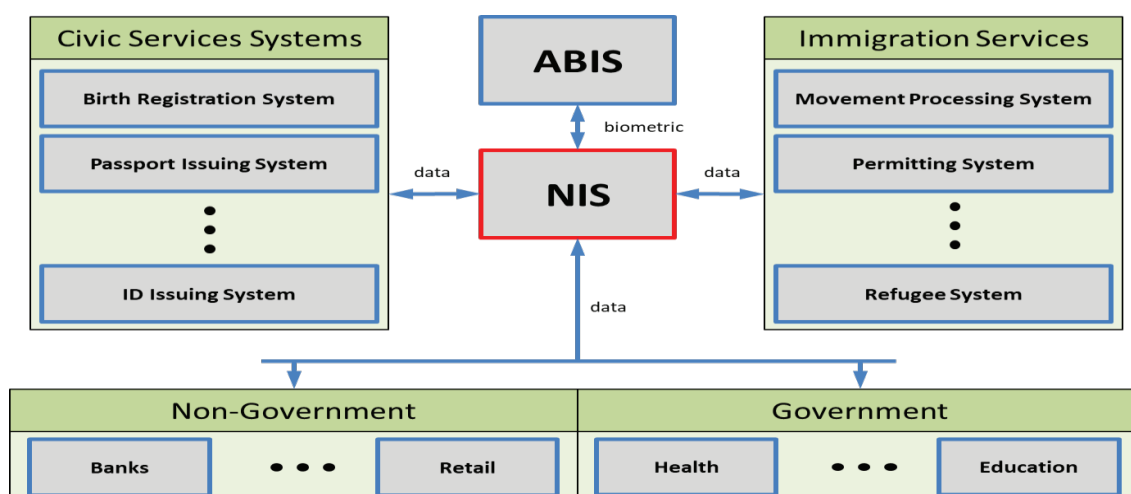 Civic Services Systems
Birth Registration System
Passport Issuing System
ID Issuing System
ABIS
biometric
NIS
data
data
data
Immigration Services
Movement Processing System
Permitting System
Refugee System
Non-Government
Banks
Retail
Government
Health
Education